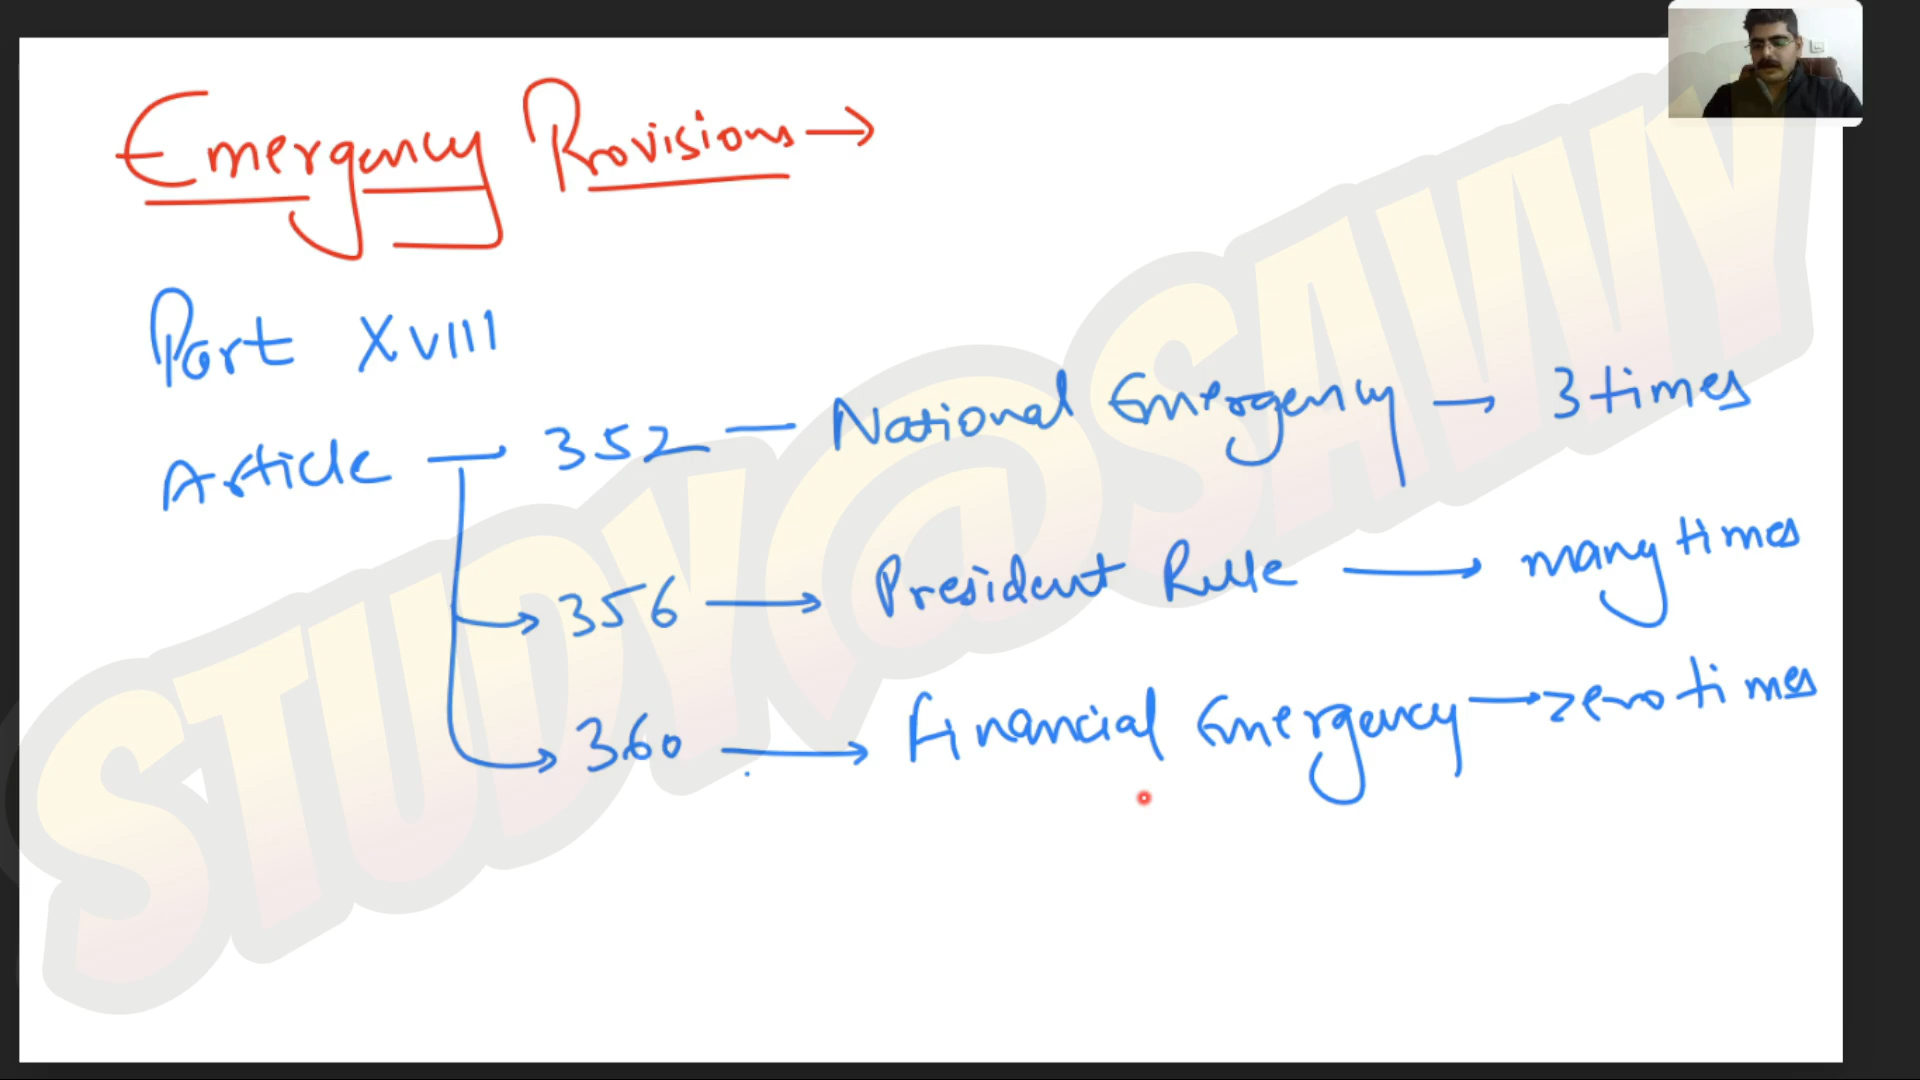 Emergency Provisions →
Part XVIII
Article — 352 — National Emergency → 3 times
→ 356 → President Rule → many times
→ 360 → Financial Emergency → zero times
STUDY@SAVVY